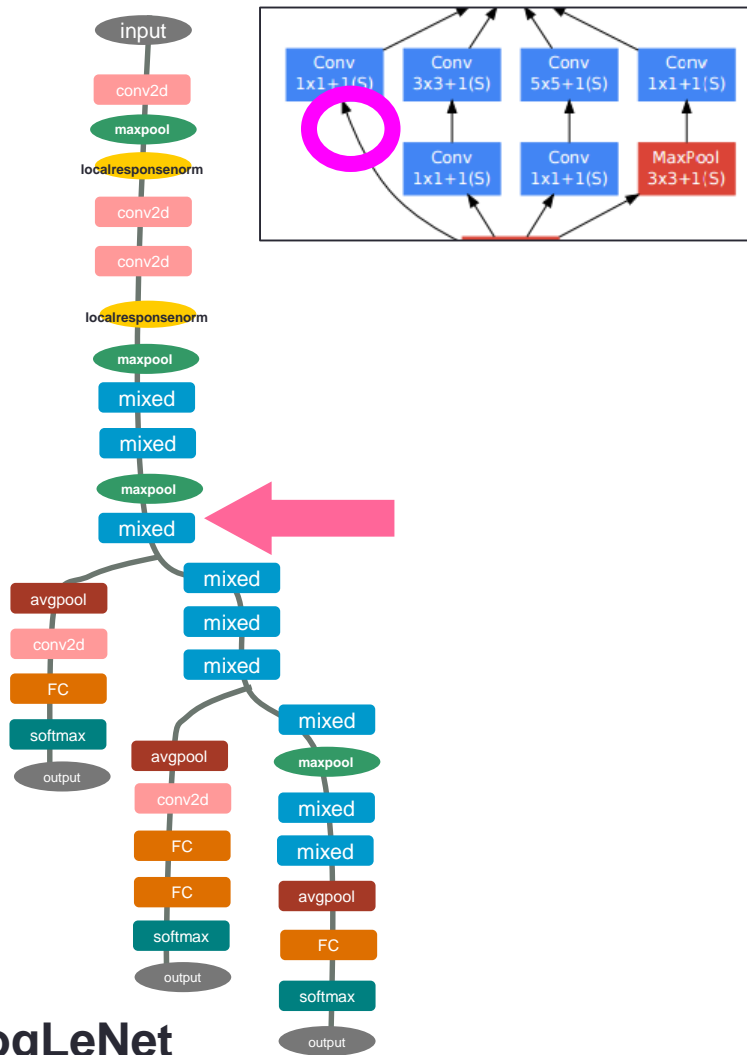 input
conv2d
maxpool
localresponsenorm
conv2d
conv2d
localresponsenorm
maxpool
mixed
mixed
maxpool
mixed
avgpool
conv2d
FC
softmax
output
mixed
mixed
mixed
avgpool
conv2d
FC
FC
softmax
output
mixed
maxpool
mixed
mixed
avgpool
FC
softmax
output
Conv
1x1+1(S)
Conv
3x3+1(S)
Conv
5x5+1(S)
Conv
1x1+1(S)
Conv
1x1+1(S)
Conv
1x1+1(S)
MaxPool
3x3+1(S)
ogLeNet